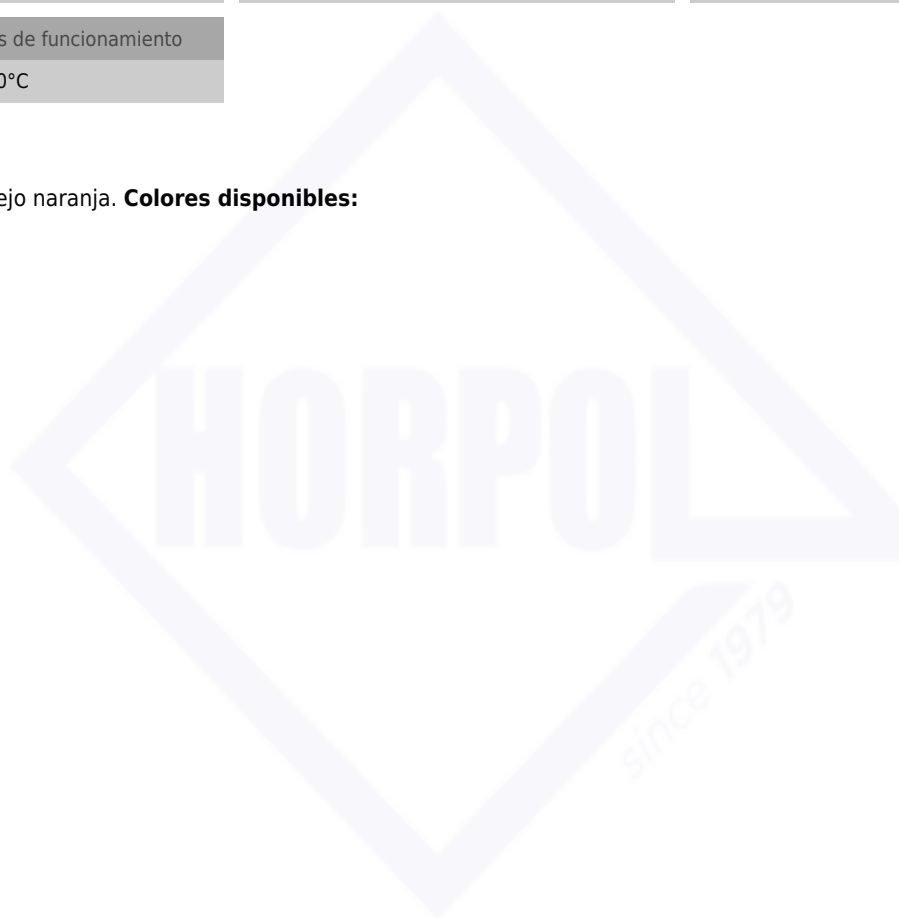 s de funcionamiento
0°C
ejo naranja. Colores disponibles:
HORPOL
since 1979